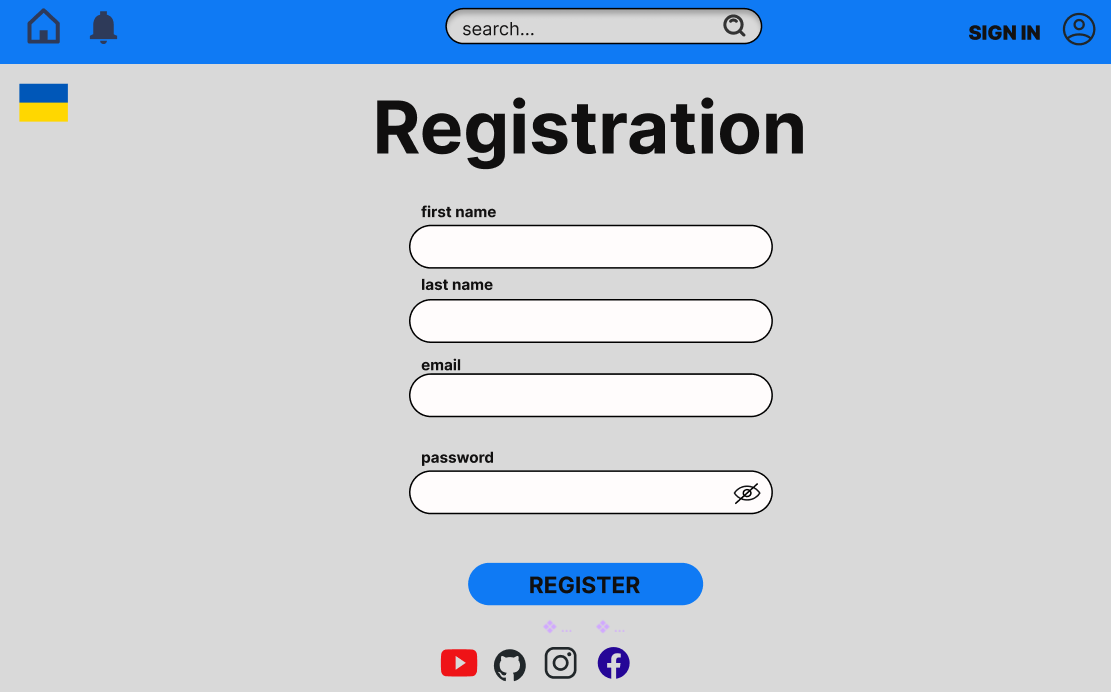 search...
SIGN IN
Registration
first name
last name
email
password
REGISTER
... ...